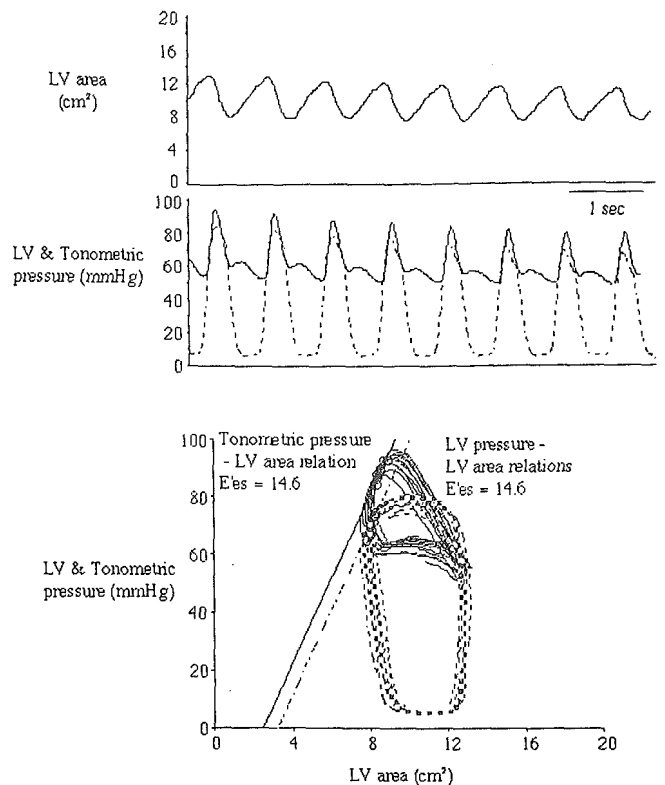 20
16
LV area
(cm²)
12
8
4
0
1 sec
100
80
LV & Tonometric
pressure (mmHg)
60
40
20
0
Tonometric pressure
- LV area relation
E'es = 14.6
LV pressure -
LV area relations
E'es = 14.6
100
80
LV & Tonometric
pressure (mmHg)
60
40
20
0
0 4 8 12 16 20
LV area (cm²)